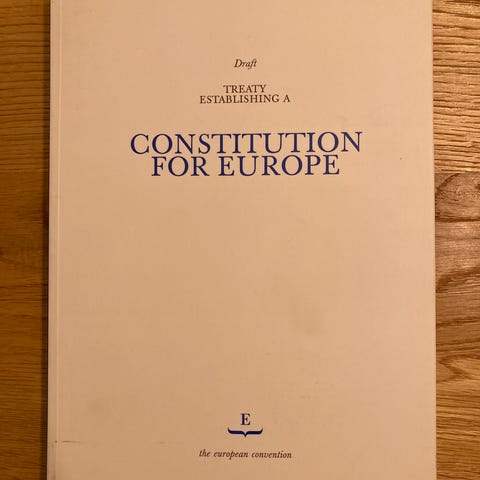 Draft
TREATY
ESTABLISHING A
CONSTITUTION
FOR EUROPE
E
the european convention